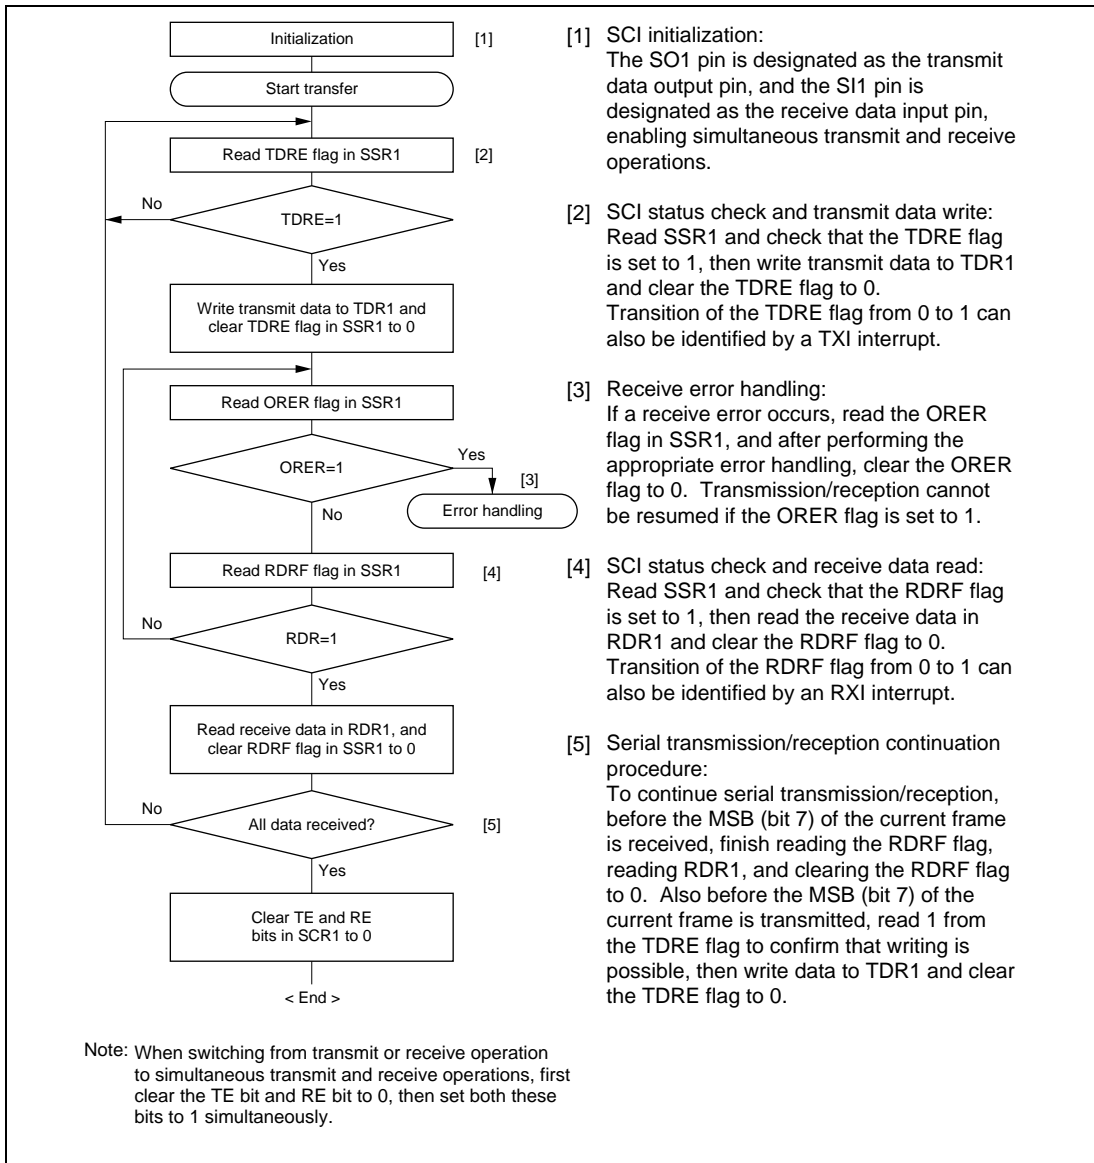 Initialization [1]
Start transfer
Read TDRE flag in SSR1 [2]
No
TDRE=1
Yes
Write transmit data to TDR1 and
clear TDRE flag in SSR1 to 0
Read ORER flag in SSR1
Yes
ORER=1
[3]
Error handling
No
Read RDRF flag in SSR1 [4]
No
RDR=1
Yes
Read receive data in RDR1, and
clear RDRF flag in SSR1 to 0
No
All data received? [5]
Yes
Clear TE and RE
bits in SCR1 to 0
< End >
[1] SCI initialization:
The SO1 pin is designated as the transmit
data output pin, and the SI1 pin is
designated as the receive data input pin,
enabling simultaneous transmit and receive
operations.
[2] SCI status check and transmit data write:
Read SSR1 and check that the TDRE flag
is set to 1, then write transmit data to TDR1
and clear the TDRE flag to 0.
Transition of the TDRE flag from 0 to 1 can
also be identified by a TXI interrupt.
[3] Receive error handling:
If a receive error occurs, read the ORER
flag in SSR1, and after performing the
appropriate error handling, clear the ORER
flag to 0. Transmission/reception cannot
be resumed if the ORER flag is set to 1.
[4] SCI status check and receive data read:
Read SSR1 and check that the RDRF flag
is set to 1, then read the receive data in
RDR1 and clear the RDRF flag to 0.
Transition of the RDRF flag from 0 to 1 can
also be identified by an RXI interrupt.
[5] Serial transmission/reception continuation
procedure:
To continue serial transmission/reception,
before the MSB (bit 7) of the current frame
is received, finish reading the RDRF flag,
reading RDR1, and clearing the RDRF flag
to 0. Also before the MSB (bit 7) of the
current frame is transmitted, read 1 from
the TDRE flag to confirm that writing is
possible, then write data to TDR1 and clear
the TDRE flag to 0.
Note: When switching from transmit or receive operation
to simultaneous transmit and receive operations, first
clear the TE bit and RE bit to 0, then set both these
bits to 1 simultaneously.